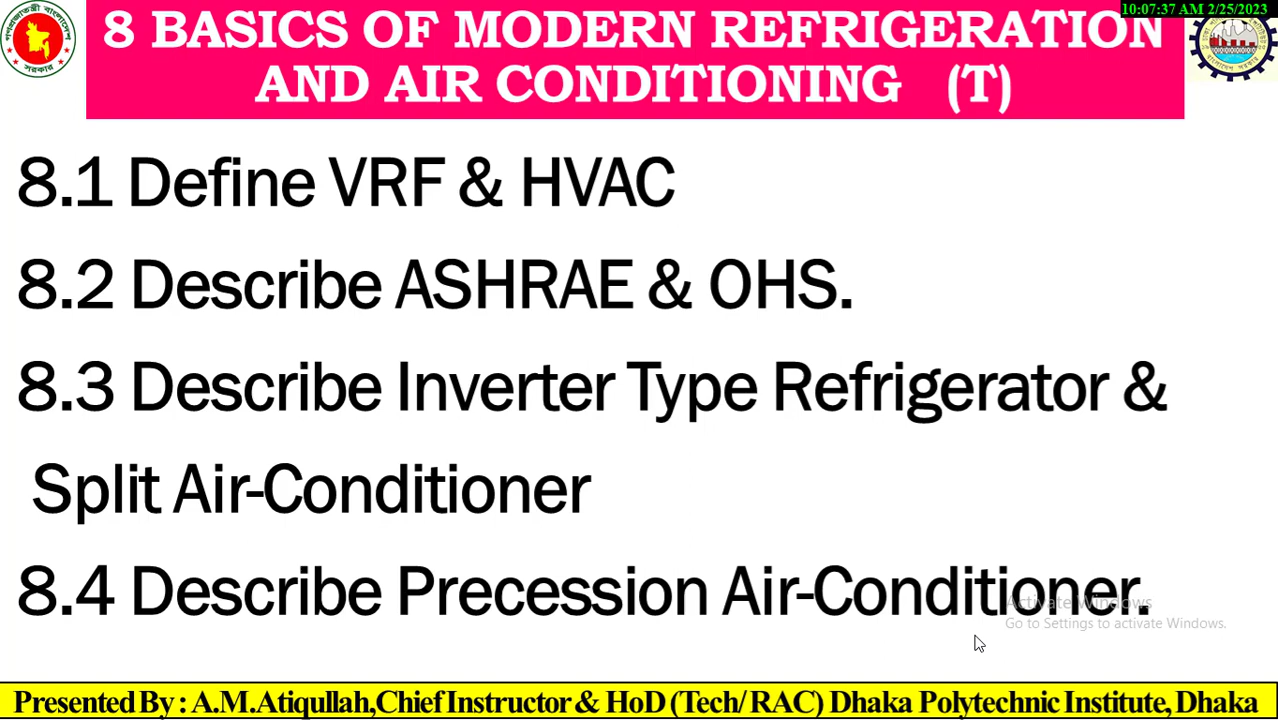 10:07:37 AM 2/25/2023
8 BASICS OF MODERN REFRIGERATION
AND AIR CONDITIONING (T)
8.1 Define VRF & HVAC
8.2 Describe ASHRAE & OHS.
8.3 Describe Inverter Type Refrigerator &
Split Air-Conditioner
8.4 Describe Precession Air-Conditioner.
Activate Windows
Go to Settings to activate Windows.
Presented By : A.M.Atiqullah,Chief Instructor & HoD (Tech/ RAC) Dhaka Polytechnic Institute, Dhaka